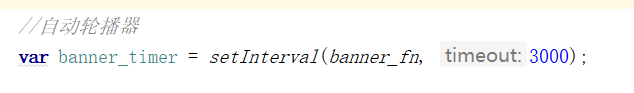 //自动轮播器
var banner_timer = setInterval(banner_fn, timeout: 3000);